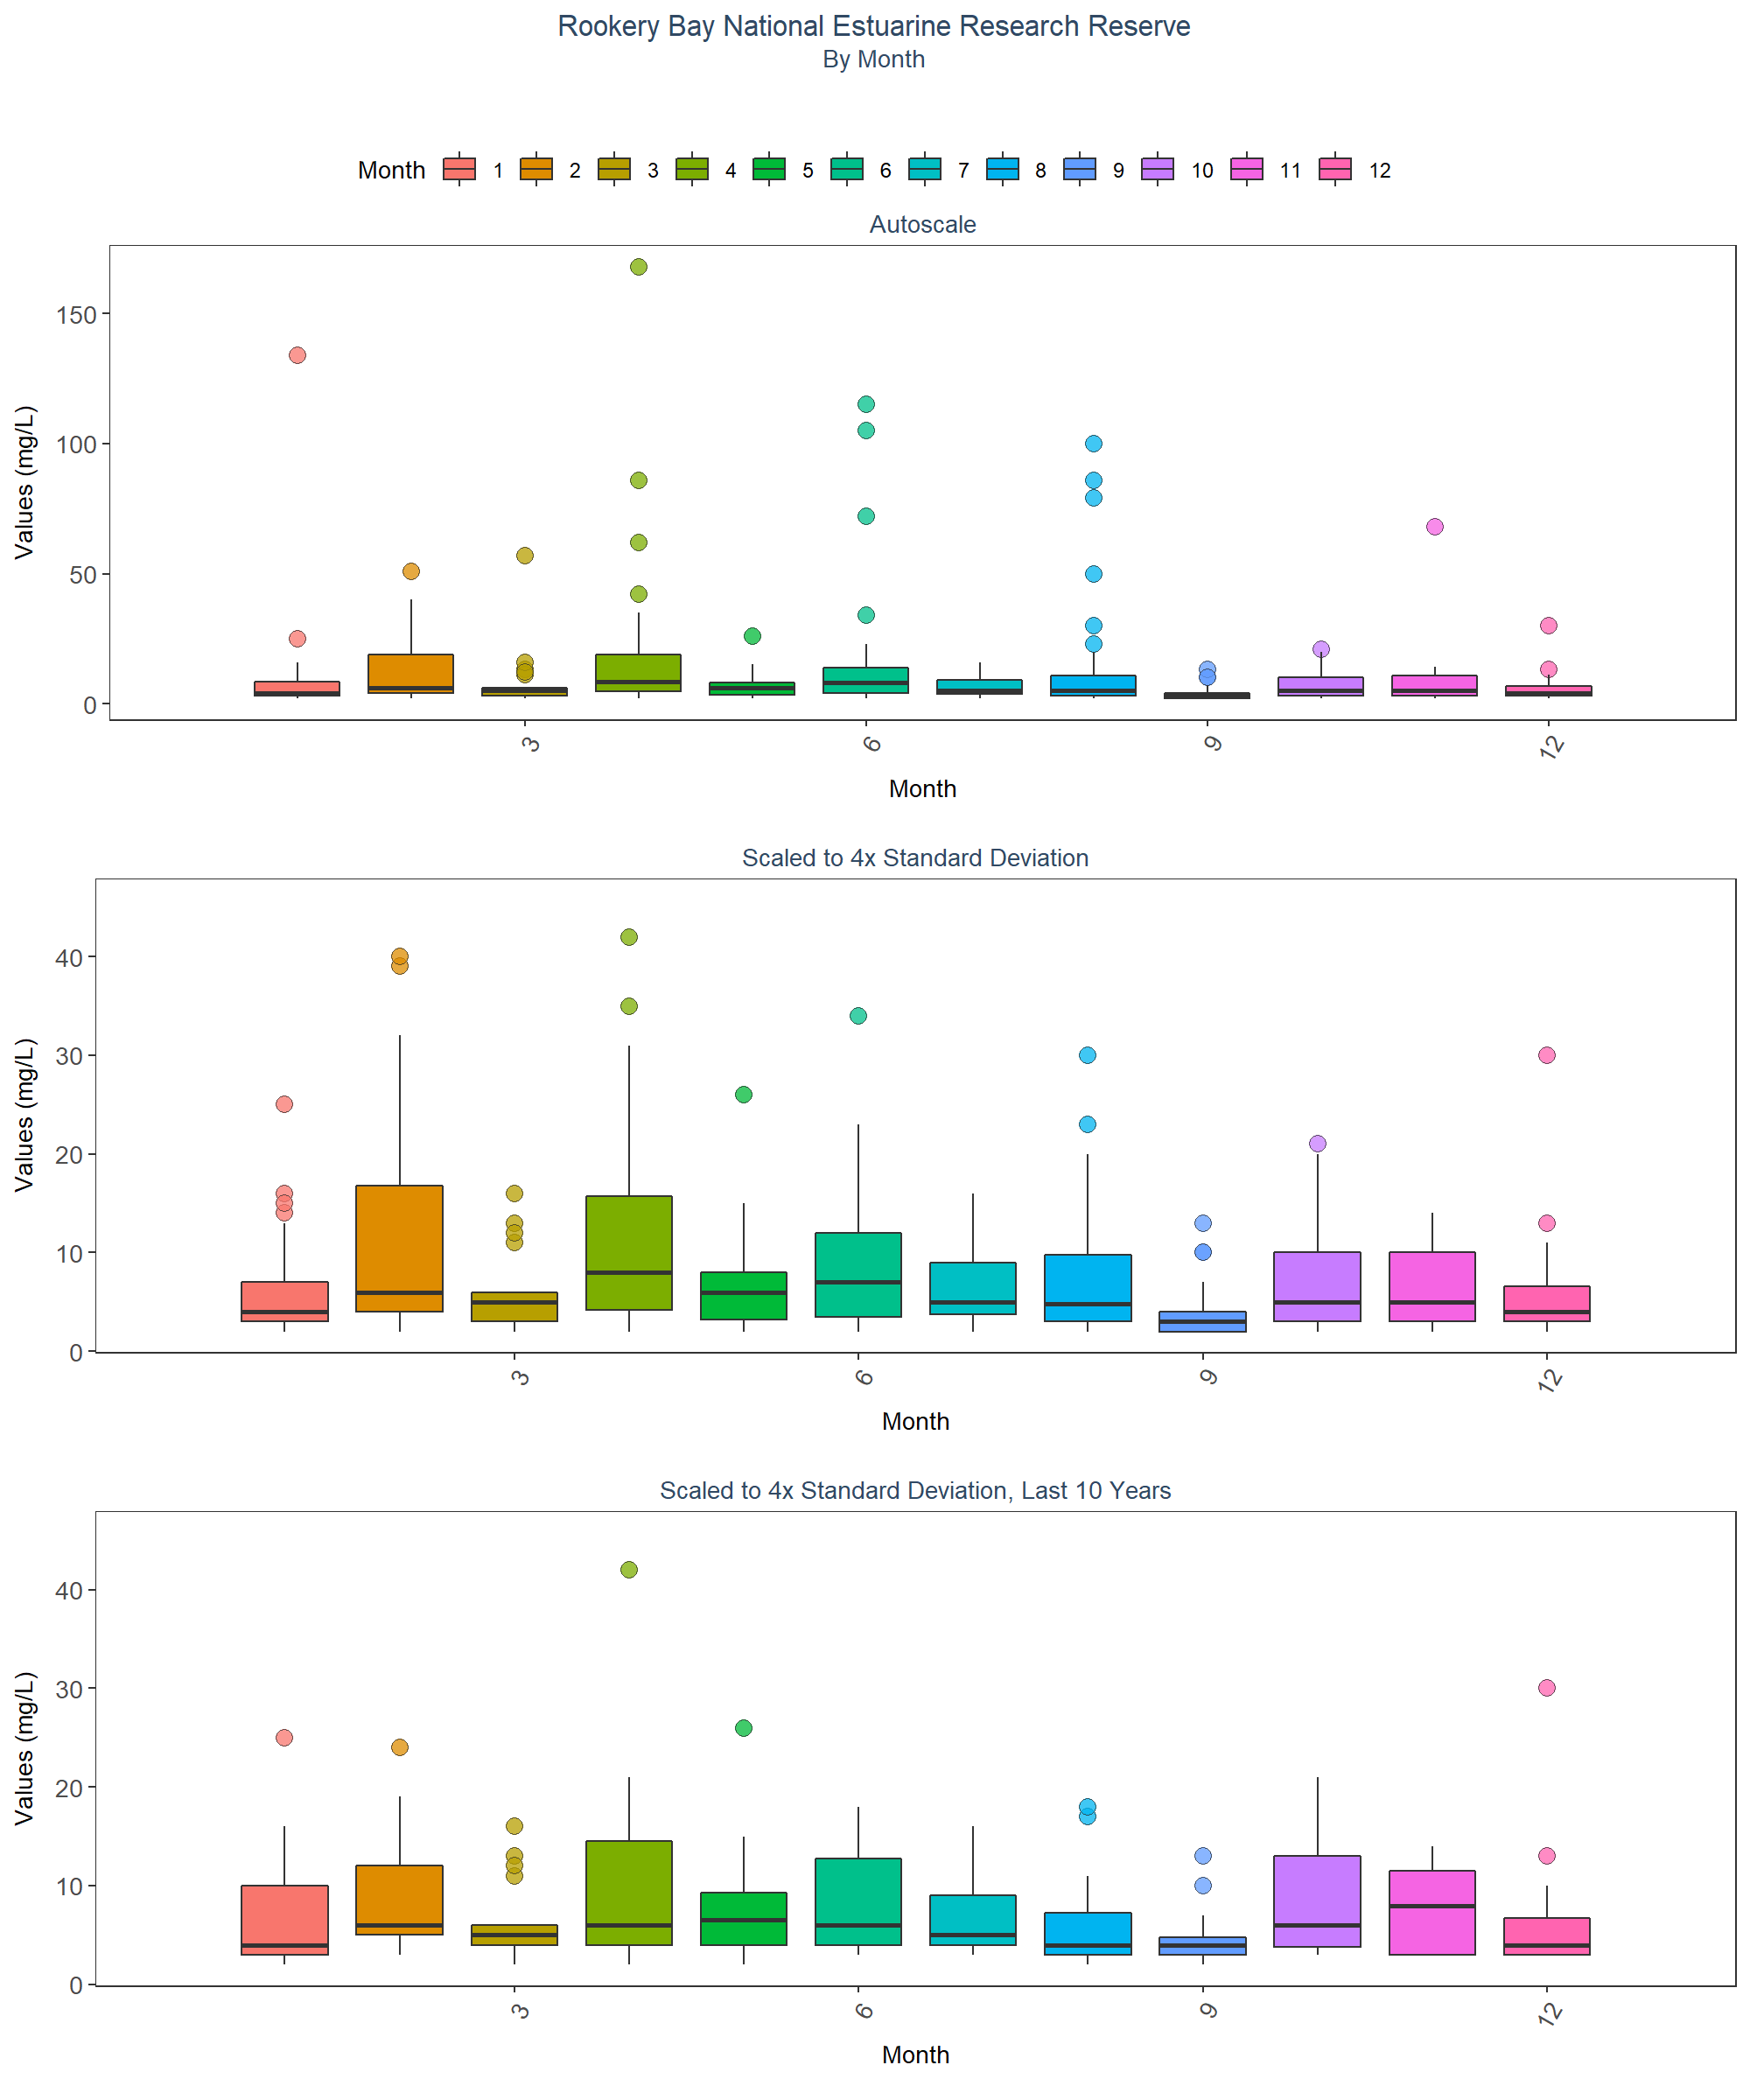 Rookery Bay National Estuarine Research Reserve
By Month
Month 1 2 3 4 5 6 7 8 9 10 11 12
Autoscale
Values (mg/L)
150
100
50
0
3 6 9 12
Month
Scaled to 4x Standard Deviation
Values (mg/L)
40
30
20
10
0
3 6 9 12
Month
Scaled to 4x Standard Deviation, Last 10 Years
Values (mg/L)
40
30
20
10
0
3 6 9 12
Month